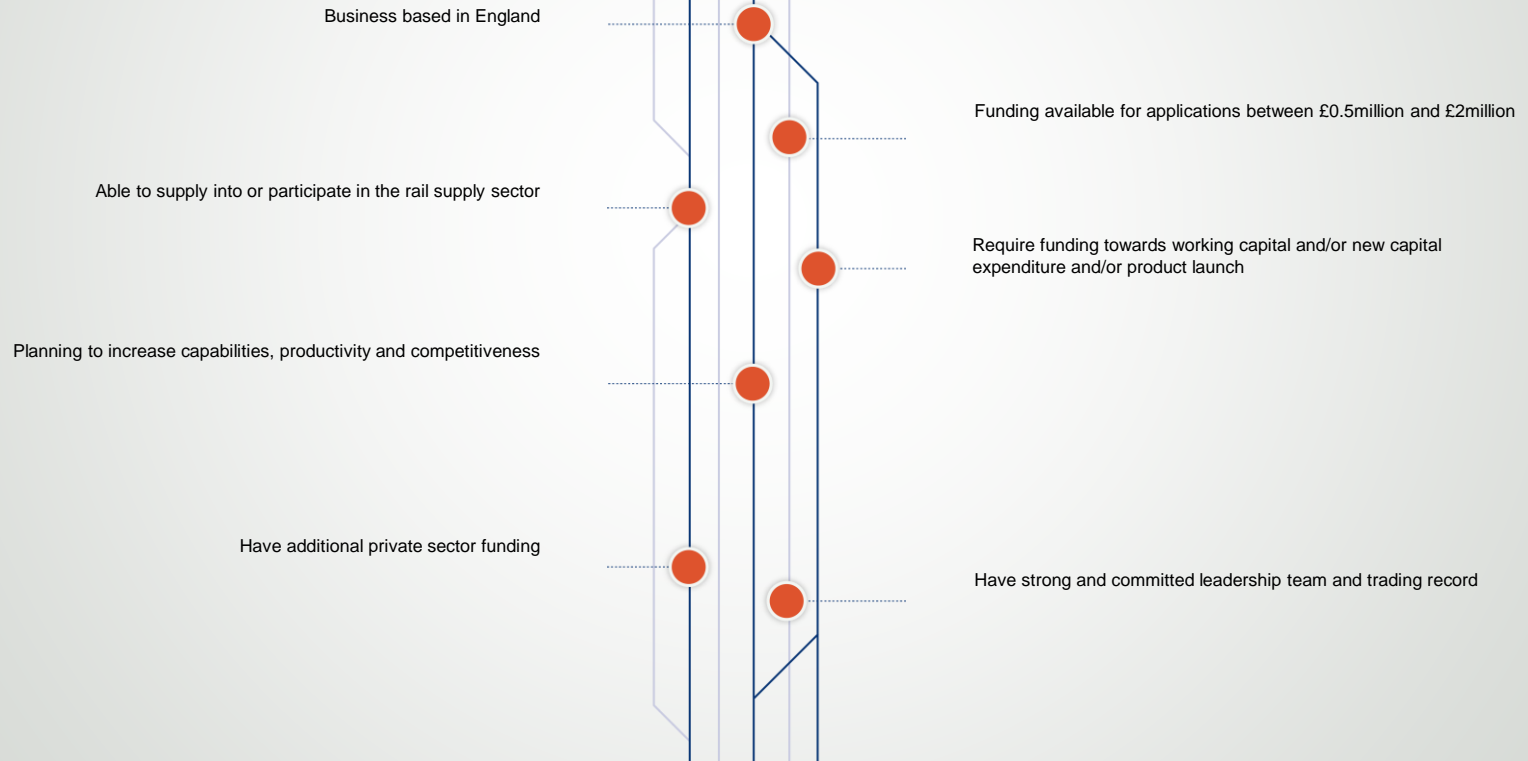 Business based in England
Funding available for applications between £0.5million and £2million
Able to supply into or participate in the rail supply sector
Require funding towards working capital and/or new capital
expenditure and/or product launch
Planning to increase capabilities, productivity and competitiveness
Have additional private sector funding
Have strong and committed leadership team and trading record